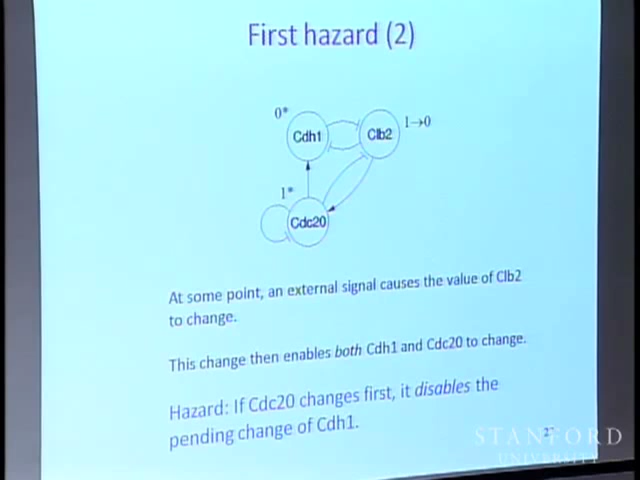 First hazard (2)
0*
Cdh1
Clb2
1→0
1*
Cdc20
At some point, an external signal causes the value of Clb2
to change.
This change then enables both Cdh1 and Cdc20 to change.
Hazard: If Cdc20 changes first, it disables the
pending change of Cdh1.
STANFORD
UNIVERSITY